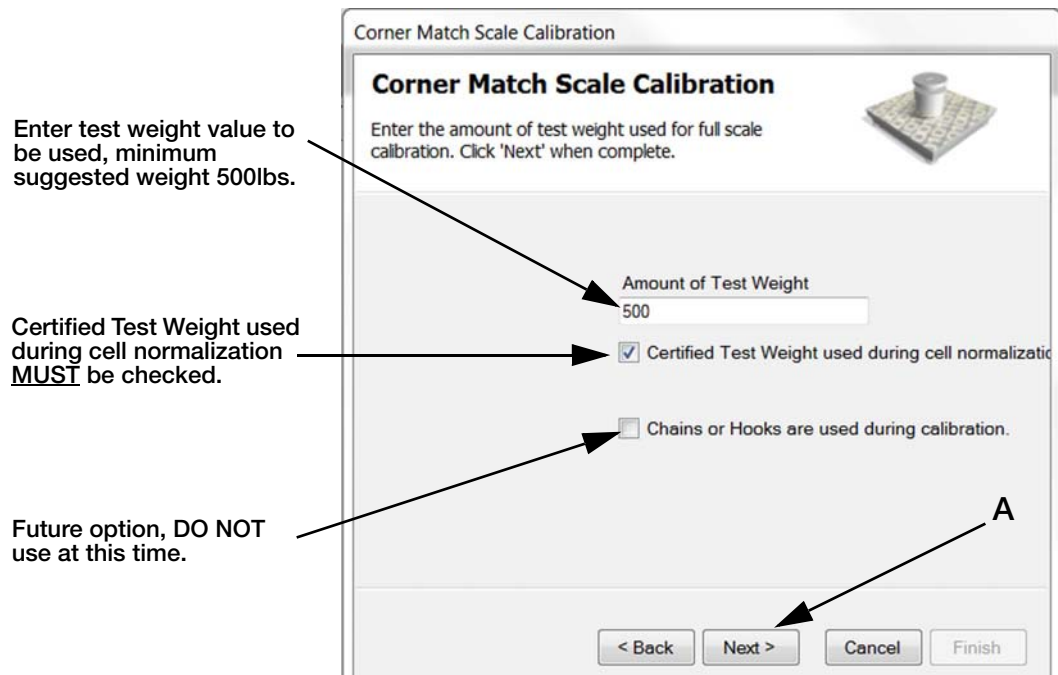 Corner Match Scale Calibration
Corner Match Scale Calibration
Enter the amount of test weight used for full scale
calibration. Click 'Next' when complete.
Enter test weight value to
be used, minimum
suggested weight 500lbs.
Amount of Test Weight
500
Certified Test Weight used
during cell normalization
MUST be checked.
Certified Test Weight used during cell normalizatio
Chains or Hooks are used during calibration.
Future option, DO NOT
use at this time.
A
< Back Next > Cancel Finish